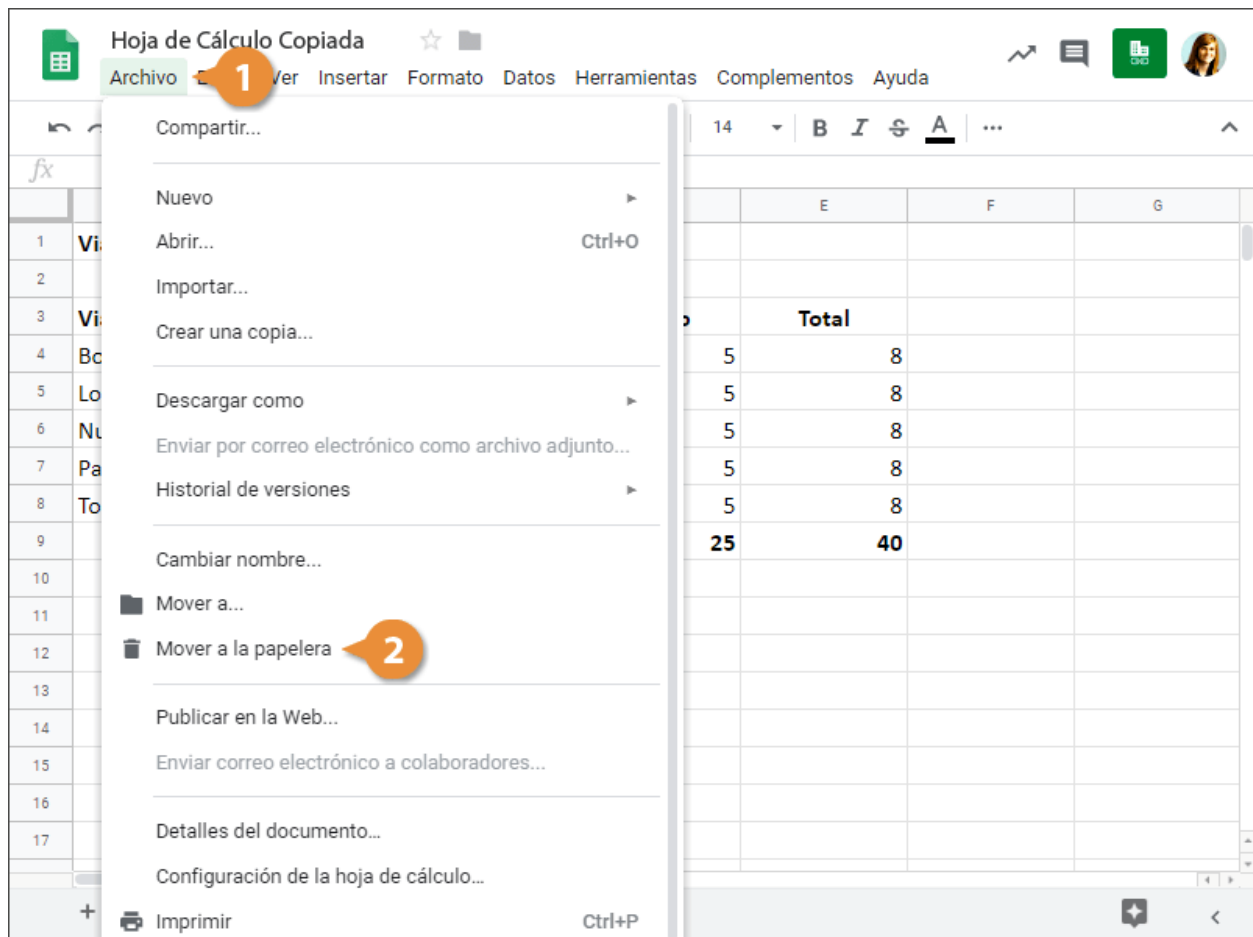 Hoja de Cálculo Copiada
Archivo 1 Ver Insertar Formato Datos Herramientas Complementos Ayuda
Compartir... 14 B I S A ...
fx
Nuevo
E F G
1 Abrir... Ctrl+O
2 Importar...
3 Total
Crear una copia...
4 5 8
5 Descargar como 5 8
6 Enviar por correo electrónico como archivo adjunto... 5 8
7 5 8
8 Historial de versiones 5 8
9 25 40
Cambiar nombre...
10
11 Mover a...
12 Mover a la papelera 2
13
14 Publicar en la Web...
15 Enviar correo electrónico a colaboradores...
16
17 Detalles del documento...
Configuración de la hoja de cálculo...
+ Imprimir Ctrl+P